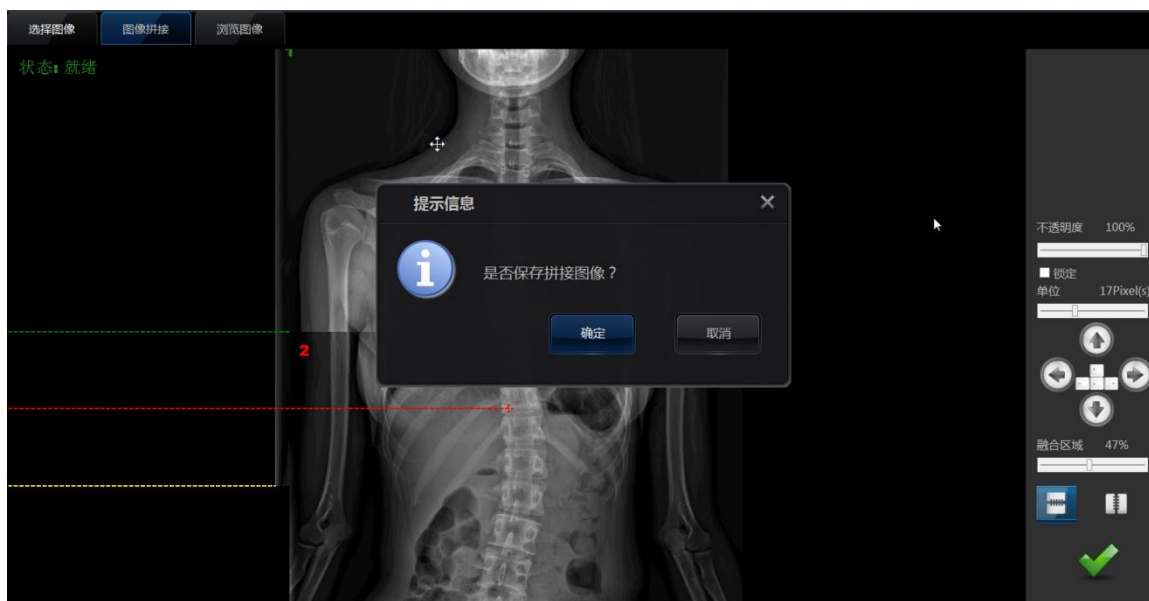 选择图像
图像拼接
浏览图像
状态: 就绪
1
提示信息
是否保存拼接图像？
确定
取消
2
不透明度 100%
锁定
单位 17Pixel(s)
融合区域 47%